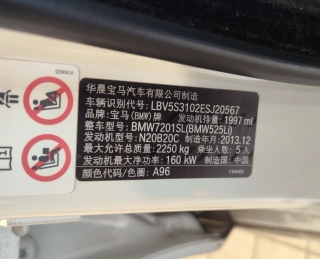 华晨宝马汽车有限公司制造
车辆识别代号: LBV5S3102ESJ20567
品牌: 宝马(BMW)牌 发动机排量: 1997 ml
整车型号: BMW7201SL(BMW525Li)
发动机型号: N20B20C 制造年月: 2013.12
最大允许总质量: 2250 kg 乘坐人数: 5 人
发动机最大净功率: 160 kW 制造国: 中国
颜色代码/色圈: A96